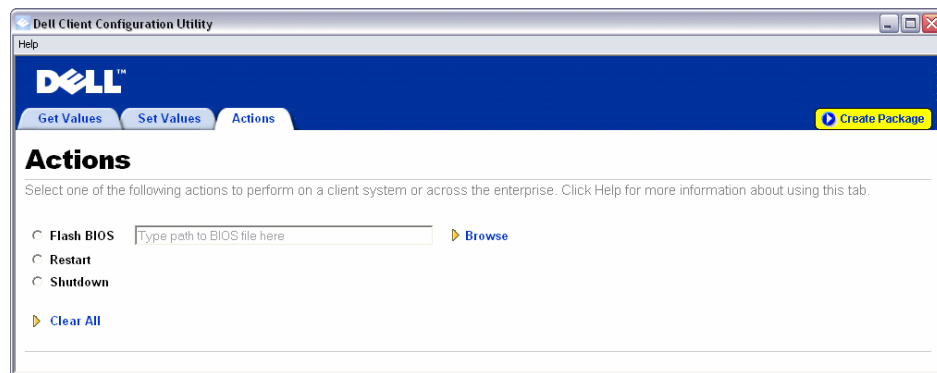 Dell Client Configuration Utility
Help
DELL™
Get Values Set Values Actions Create Package
Actions
Select one of the following actions to perform on a client system or across the enterprise. Click Help for more information about using this tab.
Flash BIOS Type path to BIOS file here Browse
Restart
Shutdown
Clear All